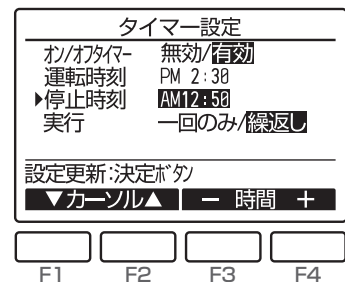 タイマー設定
ｵﾝ/ｵﾌﾀｲﾏｰ 無効/有効
運転時刻 PM 2:30
▶停止時刻 AM12:50
実行 一回のみ/繰返し
設定更新:決定ﾎﾞﾀﾝ
▼カーソル▲ － 時間 ＋
F1 F2 F3 F4